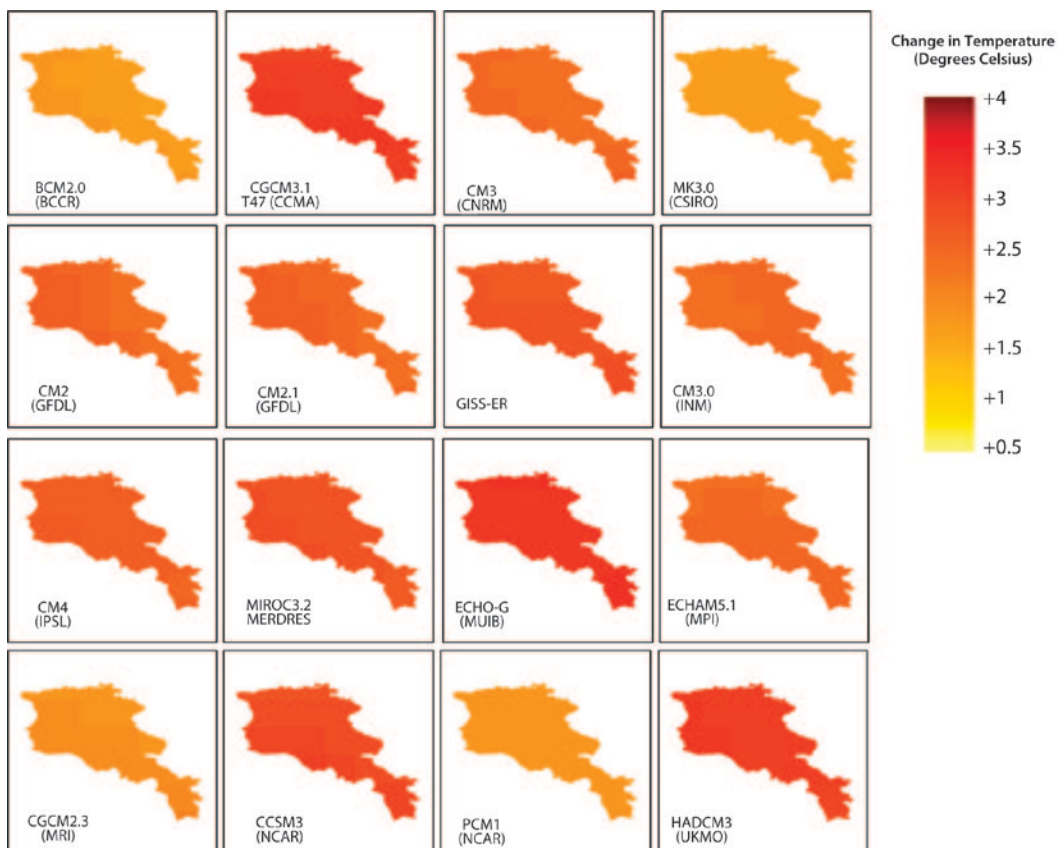 BCM2.0
(BCCR)
CGCM3.1
T47 (CCMA)
CM3
(CNRM)
MK3.0
(CSIRO)
CM2
(GFDL)
CM2.1
(GFDL)
GISS-ER
CM3.0
(INM)
CM4
(IPSL)
MIROC3.2
MERDRES
ECHO-G
(MUIB)
ECHAM5.1
(MPI)
CGCM2.3
(MRI)
CCSM3
(NCAR)
PCM1
(NCAR)
HADCM3
(UKMO)
Change in Temperature
(Degrees Celsius)
+4
+3.5
+3
+2.5
+2
+1.5
+1
+0.5